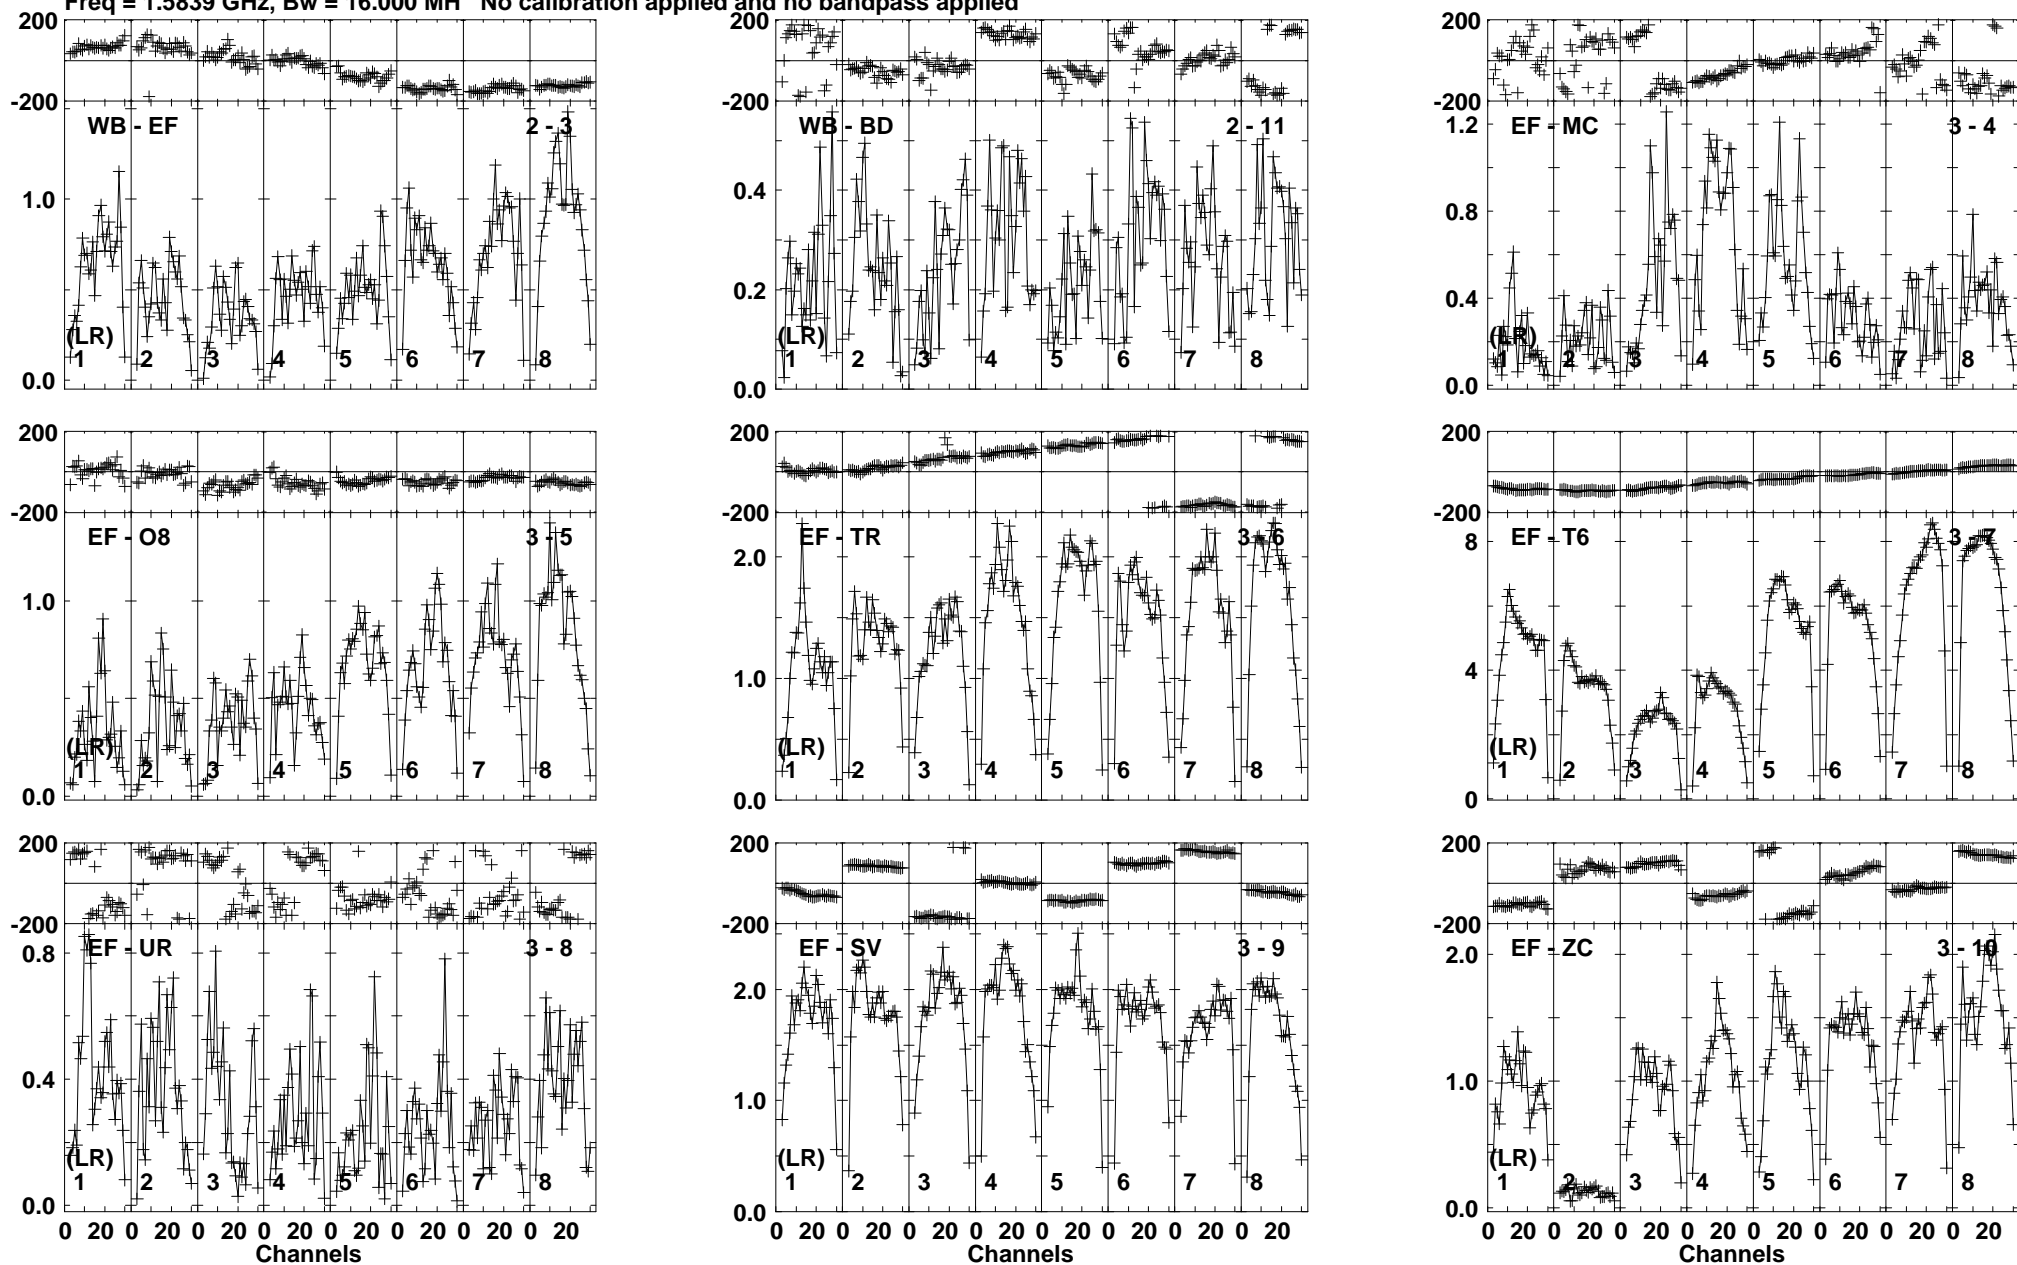 Freq = 1.5839 GHz, Bw = 16.000 MH No calibration applied and no bandpass applied
200
-200
WB - EF
2 - 3
1.0
0.0
(LR)
1 2 3 4 5 6 7 8
WB - BD
2 - 11
0.4
0.2
0.0
(LR)
1 2 3 4 5 6 7 8
200
-200
EF - MC
3 - 4
1.2
0.8
0.4
0.0
(LR)
1 2 3 4 5 6 7 8
200
-200
200
-200
EF - O8
3 - 5
1.0
0.0
(LR)
1 2 3 4 5 6 7 8
200
-200
EF - TR
3 - 6
2.0
1.0
0.0
(LR)
1 2 3 4 5 6 7 8
200
-200
EF - T6
3 - 7
8
4
0
(LR)
1 2 3 4 5 6 7 8
200
-200
EF - UR
3 - 8
0.8
0.4
0.0
(LR)
1 2 3 4 5 6 7 8
0 20 0 20 0 20 0 20 0 20 0 20 0 20 0 20
Channels
200
-200
EF - SV
3 - 9
2.0
1.0
0.0
(LR)
1 2 3 4 5 6 7 8
0 20 0 20 0 20 0 20 0 20 0 20 0 20 0 20
Channels
200
-200
EF - ZC
3 - 10
2.0
1.0
0.0
(LR)
1 2 3 4 5 6 7 8
0 20 0 20 0 20 0 20 0 20 0 20 0 20 0 20
Channels